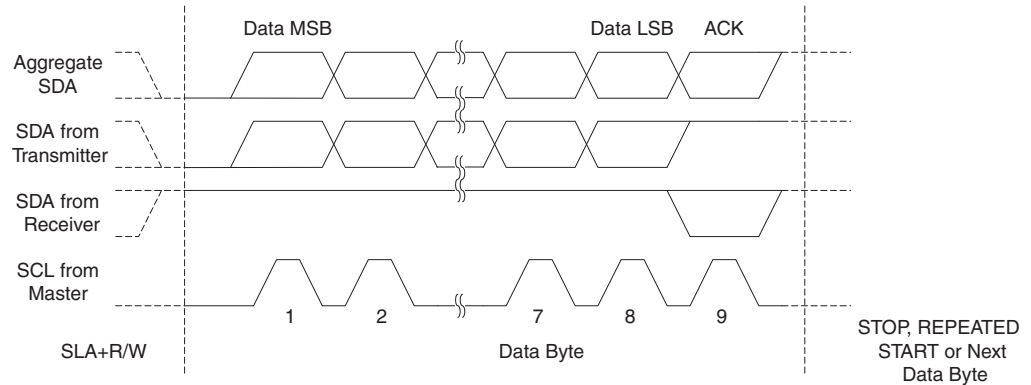 Data MSB
Data LSB
ACK
Aggregate
SDA
SDA from
Transmitter
SDA from
Receiver
SCL from
Master
1
2
7
8
9
SLA+R/W
Data Byte
STOP, REPEATED
START or Next
Data Byte